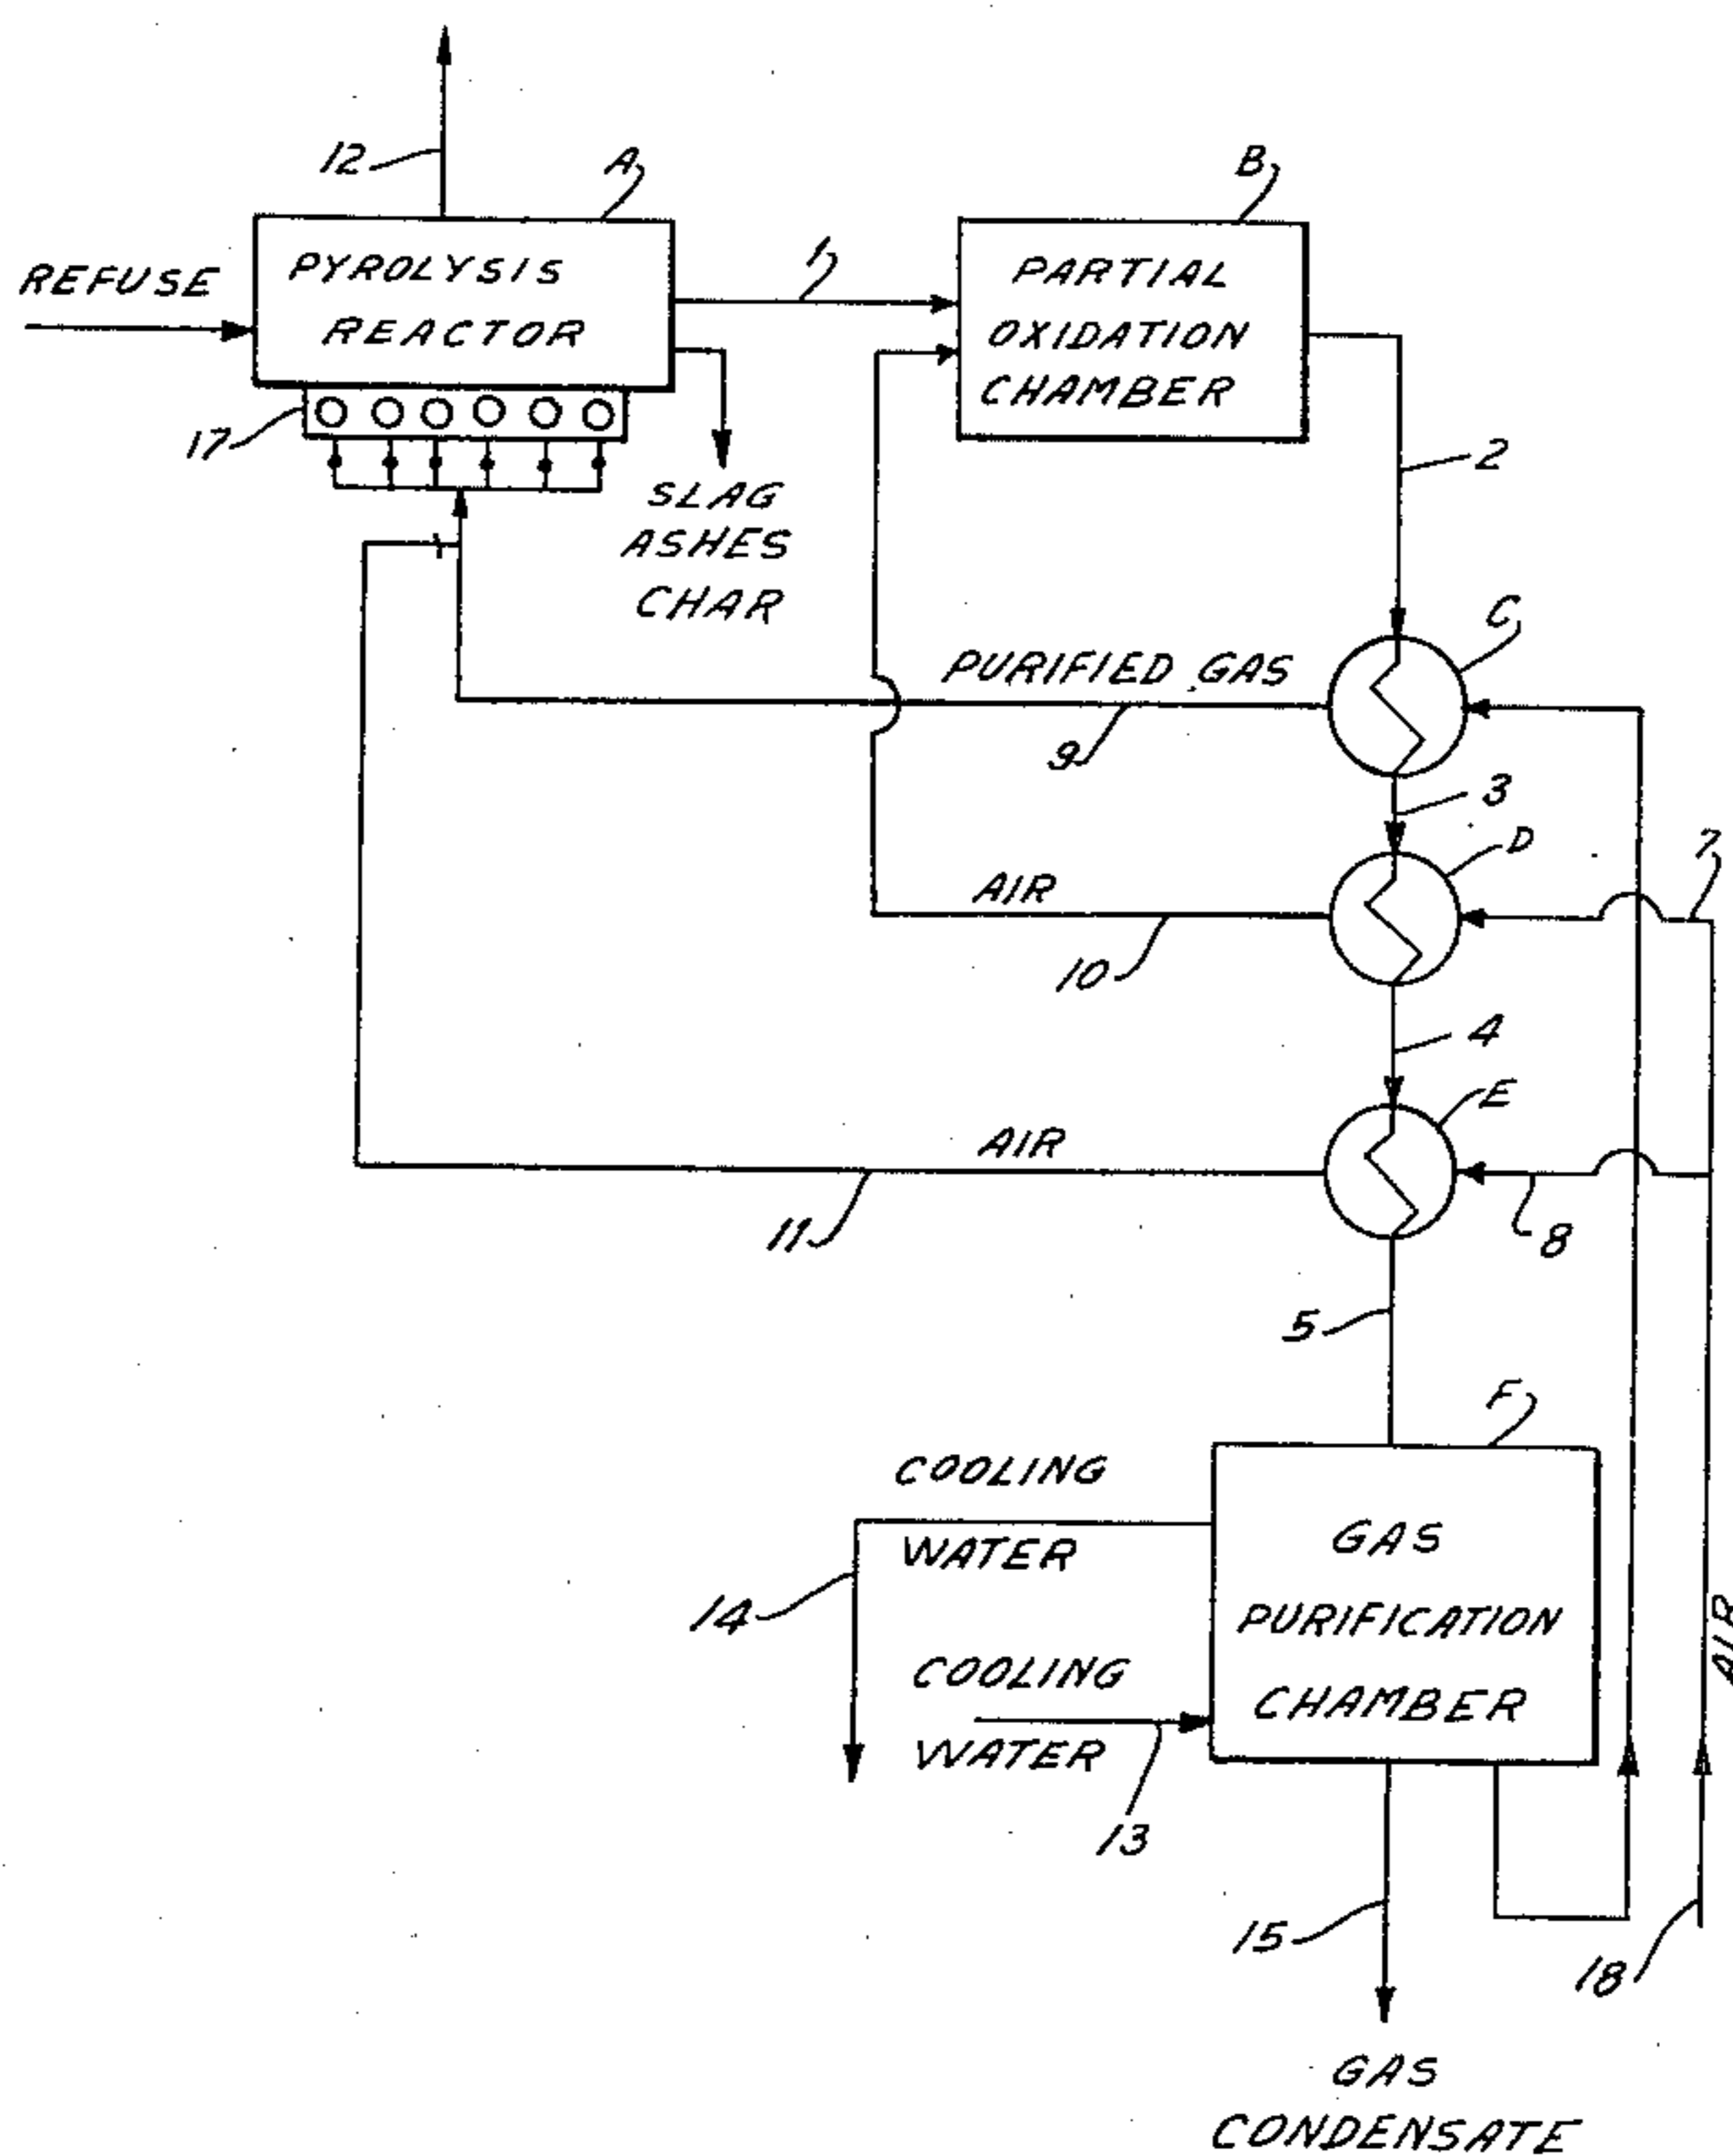 12
A
B
REFUSE
PYROLYSIS
REACTOR
1
PARTIAL
OXIDATION
CHAMBER
17
2
SLAG
ASHES
CHAR
C
PURIFIED GAS
9
3
D
7
AIR
10
4
E
AIR
11
8
5
F
COOLING
WATER
GAS
PURIFICATION
CHAMBER
14
COOLING
WATER
AIR
13
15
18
GAS
CONDENSATE